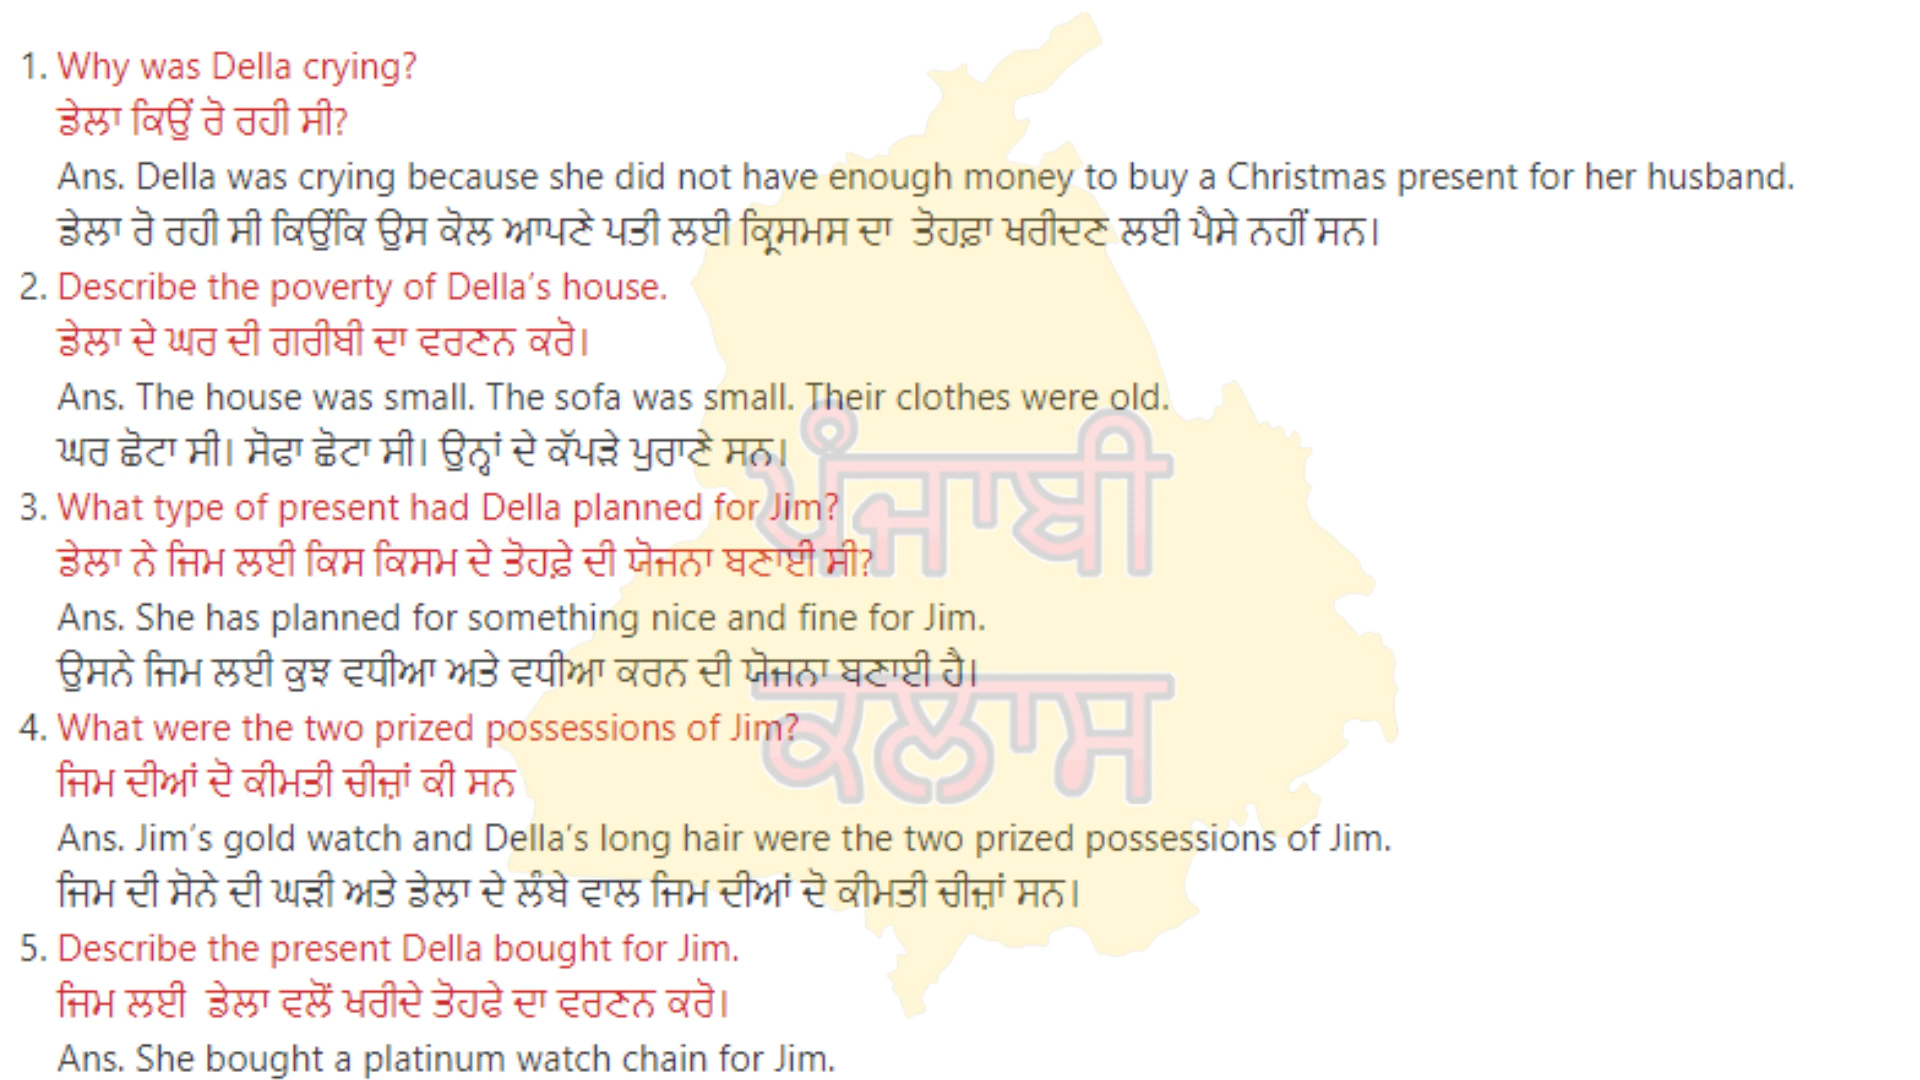 1. Why was Della crying?
ਡੇਲਾ ਕਿਉਂ ਰੋ ਰਹੀ ਸੀ?
Ans. Della was crying because she did not have enough money to buy a Christmas present for her husband.
ਡੇਲਾ ਰੋ ਰਹੀ ਸੀ ਕਿਉਂਕਿ ਉਸ ਕੋਲ ਆਪਣੇ ਪਤੀ ਲਈ ਕ੍ਰਿਸਮਸ ਦਾ ਤੋਹਫ਼ਾ ਖਰੀਦਣ ਲਈ ਪੈਸੇ ਨਹੀਂ ਸਨ।
2. Describe the poverty of Della’s house.
ਡੇਲਾ ਦੇ ਘਰ ਦੀ ਗਰੀਬੀ ਦਾ ਵਰਣਨ ਕਰੋ।
Ans. The house was small. The sofa was small. Their clothes were old.
ਘਰ ਛੋਟਾ ਸੀ। ਸੋਫਾ ਛੋਟਾ ਸੀ। ਉਨ੍ਹਾਂ ਦੇ ਕੱਪੜੇ ਪੁਰਾਣੇ ਸਨ।
3. What type of present had Della planned for Jim?
ਡੇਲਾ ਨੇ ਜਿਮ ਲਈ ਕਿਸ ਕਿਸਮ ਦੇ ਤੋਹਫ਼ੇ ਦੀ ਯੋਜਨਾ ਬਣਾਈ ਸੀ?
Ans. She has planned for something nice and fine for Jim.
ਉਸਨੇ ਜਿਮ ਲਈ ਕੁਝ ਵਧੀਆ ਅਤੇ ਵਧੀਆ ਕਰਨ ਦੀ ਯੋਜਨਾ ਬਣਾਈ ਹੈ।
4. What were the two prized possessions of Jim?
ਜਿਮ ਦੀਆਂ ਦੋ ਕੀਮਤੀ ਚੀਜ਼ਾਂ ਕੀ ਸਨ
Ans. Jim’s gold watch and Della’s long hair were the two prized possessions of Jim.
ਜਿਮ ਦੀ ਸੋਨੇ ਦੀ ਘੜੀ ਅਤੇ ਡੇਲਾ ਦੇ ਲੰਬੇ ਵਾਲ ਜਿਮ ਦੀਆਂ ਦੋ ਕੀਮਤੀ ਚੀਜ਼ਾਂ ਸਨ।
5. Describe the present Della bought for Jim.
ਜਿਮ ਲਈ ਡੇਲਾ ਵਲੋਂ ਖਰੀਦੇ ਤੋਹਫੇ ਦਾ ਵਰਣਨ ਕਰੋ।
Ans. She bought a platinum watch chain for Jim.
ਪੰਜਾਬੀ
ਕਲਾਸ